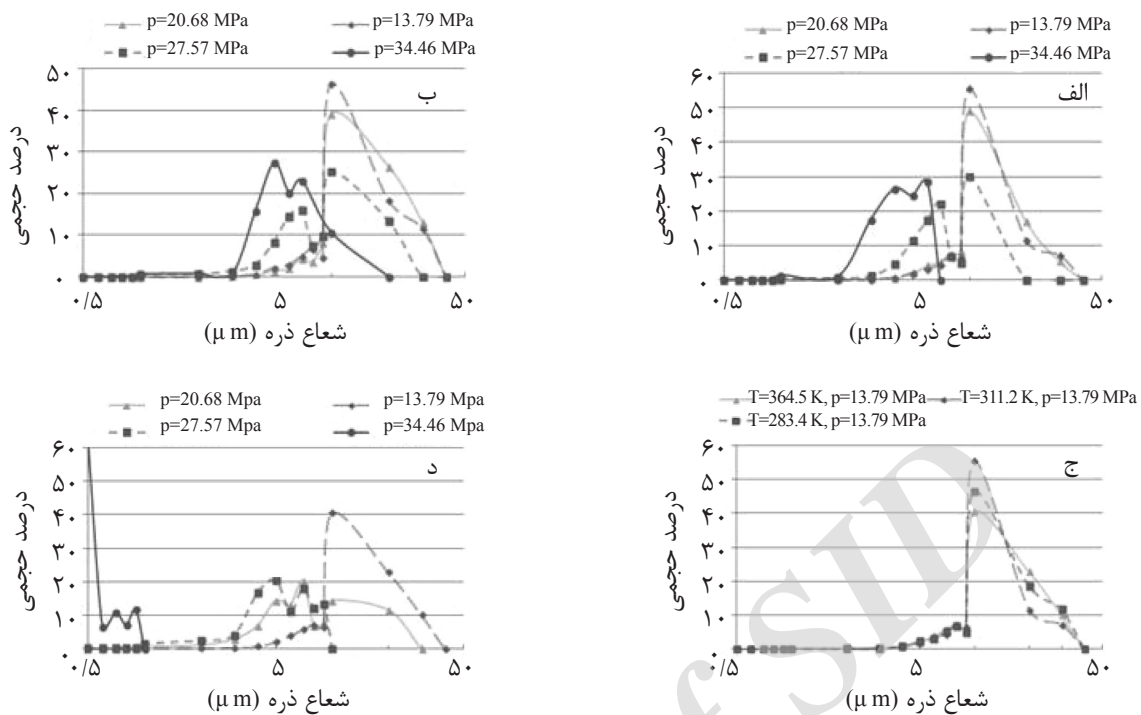 p=20.68 MPa p=13.79 MPa
p=27.57 MPa p=34.46 MPa
الف
درصد حجمی
۶۰
۵۰
۴۰
۳۰
۲۰
۱۰
۰
۰/۵ ۵ ۵۰
شعاع ذره (μ m)
p=20.68 MPa p=13.79 MPa
p=27.57 MPa p=34.46 MPa
ب
درصد حجمی
۵۰
۴۰
۳۰
۲۰
۱۰
۰
۰/۵ ۵ ۵۰
شعاع ذره (μ m)
T=364.5 K, p=13.79 MPa T=311.2 K, p=13.79 MPa
T=283.4 K, p=13.79 MPa
ج
درصد حجمی
۶۰
۵۰
۴۰
۳۰
۲۰
۱۰
۰
۰/۵ ۵ ۵۰
شعاع ذره (μ m)
p=20.68 Mpa p=13.79 Mpa
p=27.57 Mpa p=34.46 Mpa
د
درصد حجمی
۶۰
۵۰
۴۰
۳۰
۲۰
۱۰
۰
۰/۵ ۵ ۵۰
شعاع ذره (μ m)
of SID